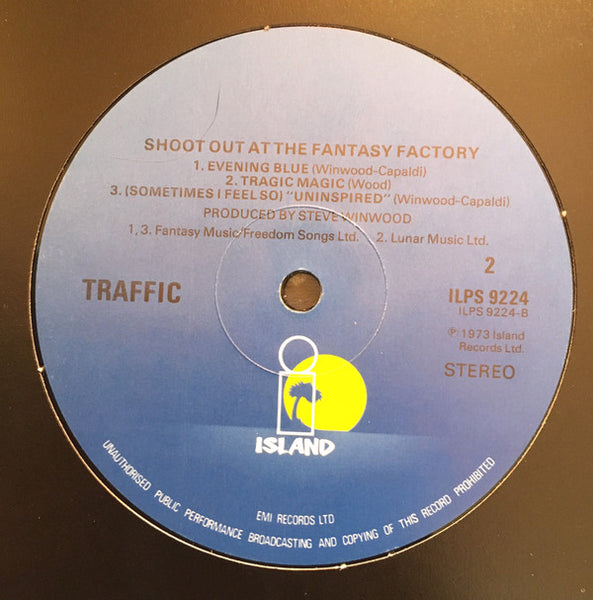 SHOOT OUT AT THE FANTASY FACTORY
1. EVENING BLUE (Winwood-Capaldi)
2. TRAGIC MAGIC (Wood)
3. (SOMETIMES I FEEL SO) "UNINSPIRED" (Winwood-Capaldi)
PRODUCED BY STEVE WINWOOD
1, 3. Fantasy Music/Freedom Songs Ltd. 2. Lunar Music Ltd.
2
TRAFFIC
ILPS 9224
ILPS 9224-B
℗ 1973 Island
Records Ltd.
STEREO
ISLAND
EMI RECORDS LTD
UNAUTHORISED PUBLIC PERFORMANCE BROADCASTING AND COPYING OF THIS RECORD PROHIBITED